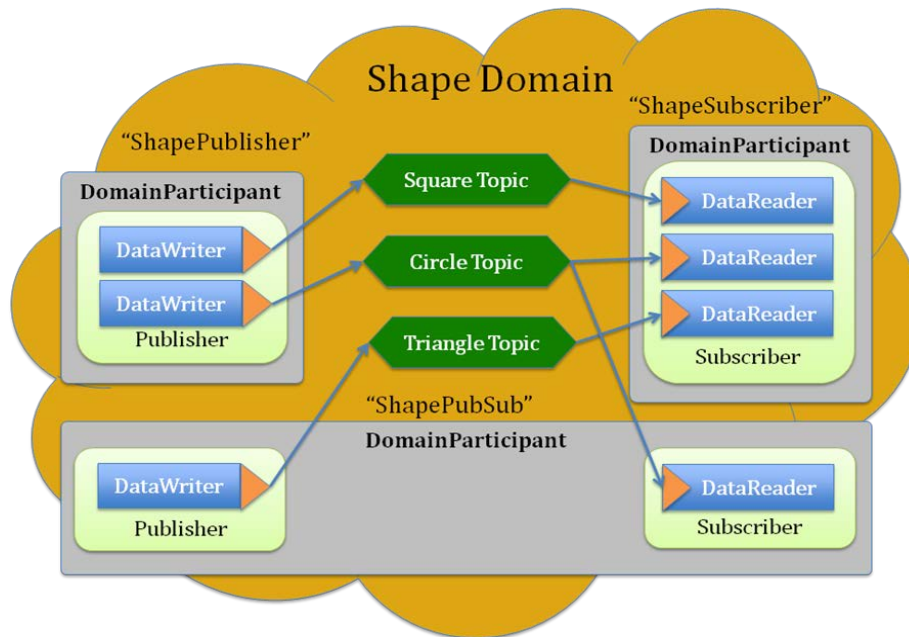 Shape Domain
“ShapePublisher”
“ShapeSubscriber”
DomainParticipant
DataWriter
DataWriter
Publisher
Square Topic
Circle Topic
Triangle Topic
DomainParticipant
DataReader
DataReader
DataReader
Subscriber
“ShapePubSub”
DomainParticipant
DataWriter
Publisher
DataReader
Subscriber